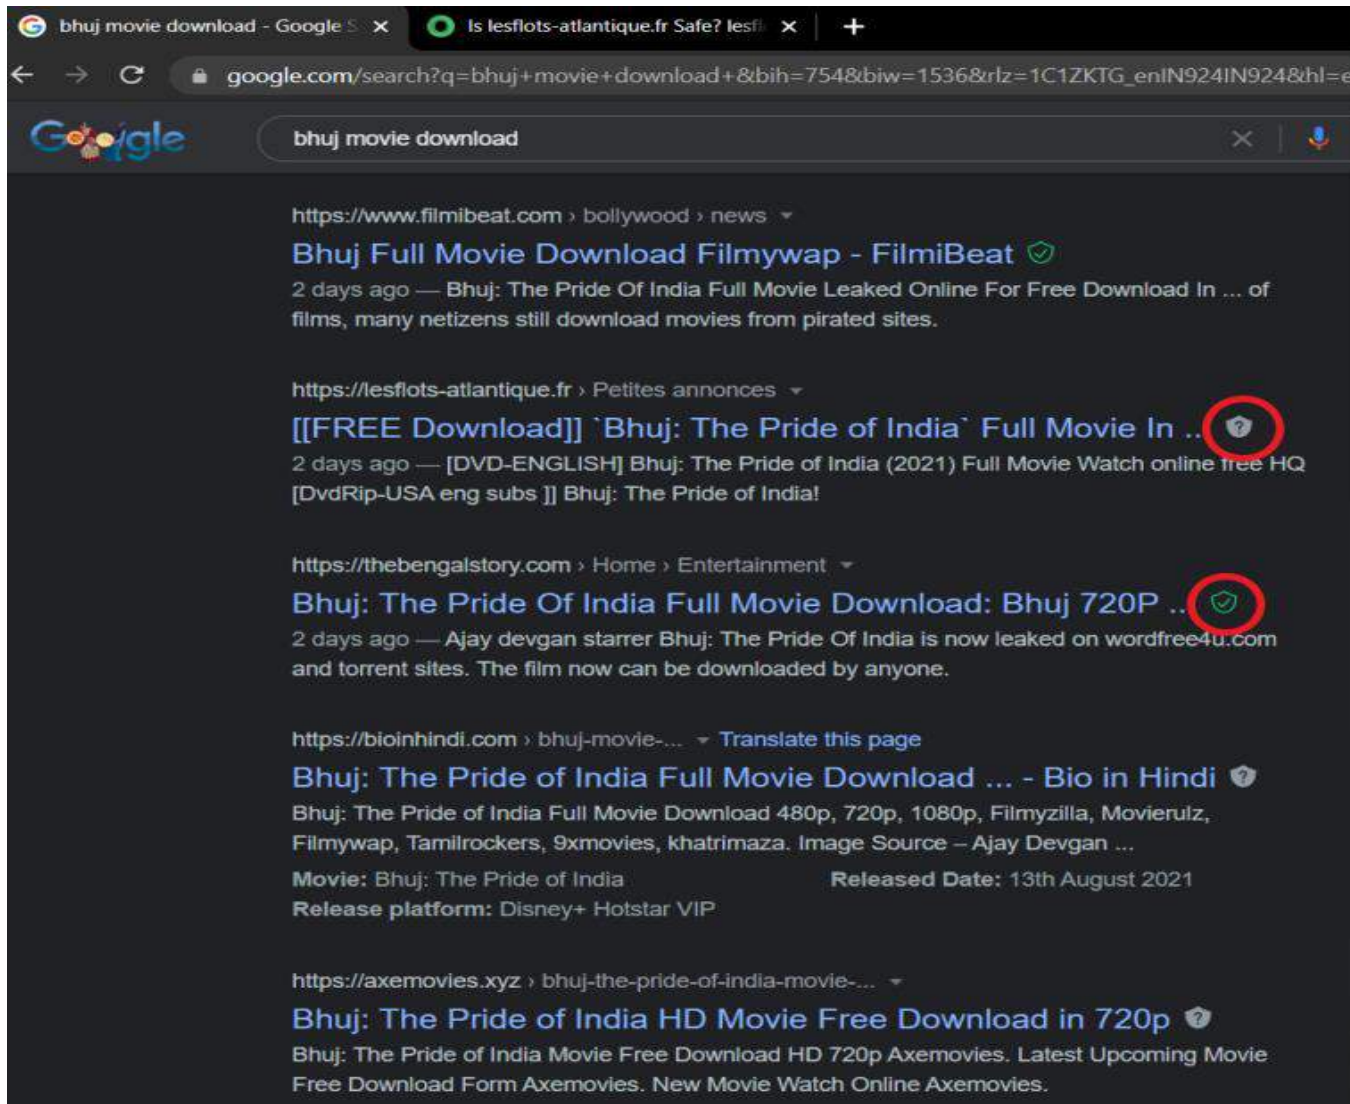 bhuj movie download - Google S
Is lesflots-atlantique.fr Safe? lesfl
google.com/search?q=bhuj+movie+download+&bih=754&biw=1536&rlz=1C1ZKTG_enIN924IN924&hl=e
Google
bhuj movie download
https://www.filmibeat.com › bollywood › news
Bhuj Full Movie Download Filmywap - FilmiBeat
2 days ago — Bhuj: The Pride Of India Full Movie Leaked Online For Free Download In ... of
films, many netizens still download movies from pirated sites.
https://lesflots-atlantique.fr › Petites annonces
[[FREE Download]] `Bhuj: The Pride of India` Full Movie In ...
2 days ago — [DVD-ENGLISH] Bhuj: The Pride of India (2021) Full Movie Watch online free HQ
[DvdRip-USA eng subs ]] Bhuj: The Pride of India!
https://thebengalstory.com › Home › Entertainment
Bhuj: The Pride Of India Full Movie Download: Bhuj 720P ...
2 days ago — Ajay devgan starrer Bhuj: The Pride Of India is now leaked on wordfree4u.com
and torrent sites. The film now can be downloaded by anyone.
https://bioinhindi.com › bhuj-movie-... Translate this page
Bhuj: The Pride of India Full Movie Download ... - Bio in Hindi
Bhuj: The Pride of India Full Movie Download 480p, 720p, 1080p, Filmyzilla, Movierulz,
Filmywap, Tamilrockers, 9xmovies, khatrimaza. Image Source – Ajay Devgan ...
Movie: Bhuj: The Pride of India Released Date: 13th August 2021
Release platform: Disney+ Hotstar VIP
https://axemovies.xyz › bhuj-the-pride-of-india-movie-...
Bhuj: The Pride of India HD Movie Free Download in 720p
Bhuj: The Pride of India Movie Free Download HD 720p Axemovies. Latest Upcoming Movie
Free Download Form Axemovies. New Movie Watch Online Axemovies.